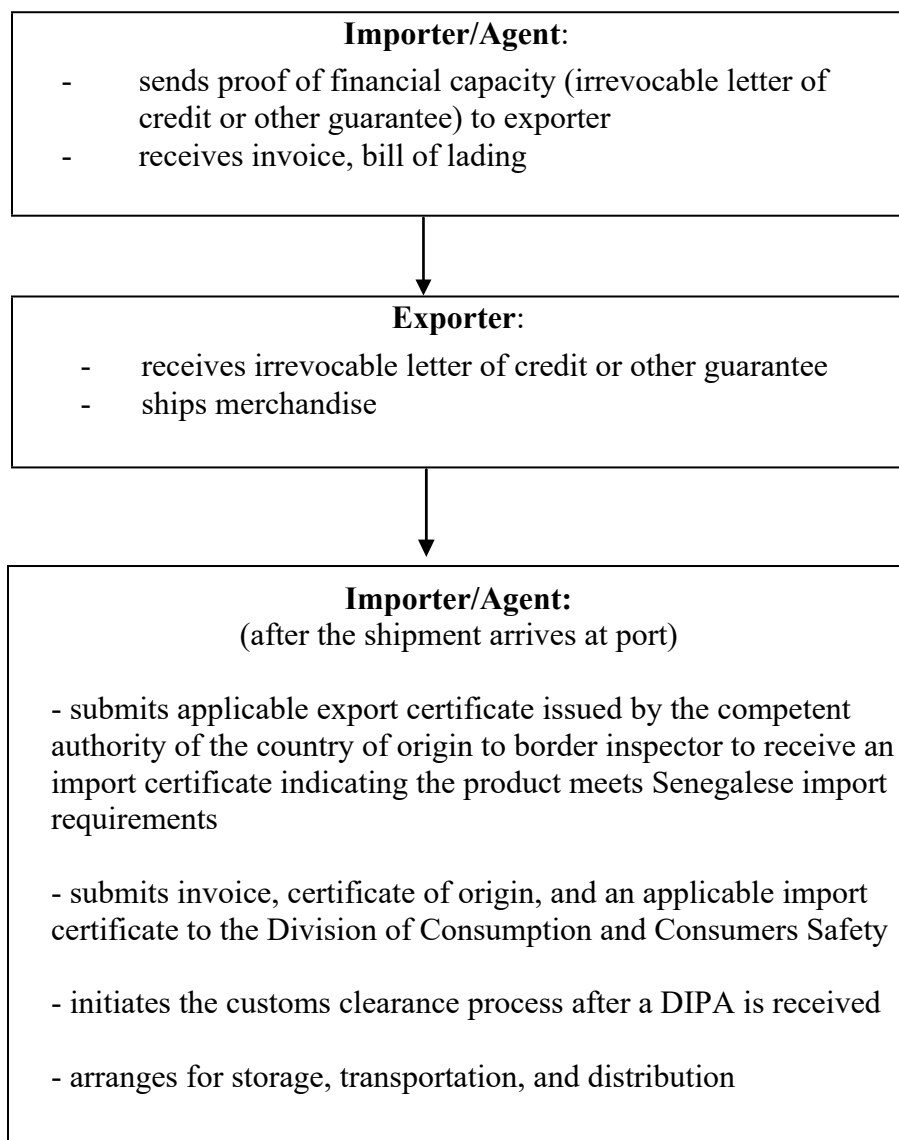 Importer/Agent:
- sends proof of financial capacity (irrevocable letter of
credit or other guarantee) to exporter
- receives invoice, bill of lading
Exporter:
- receives irrevocable letter of credit or other guarantee
- ships merchandise
Importer/Agent:
(after the shipment arrives at port)
- submits applicable export certificate issued by the competent
authority of the country of origin to border inspector to receive an
import certificate indicating the product meets Senegalese import
requirements
- submits invoice, certificate of origin, and an applicable import
certificate to the Division of Consumption and Consumers Safety
- initiates the customs clearance process after a DIPA is received
- arranges for storage, transportation, and distribution